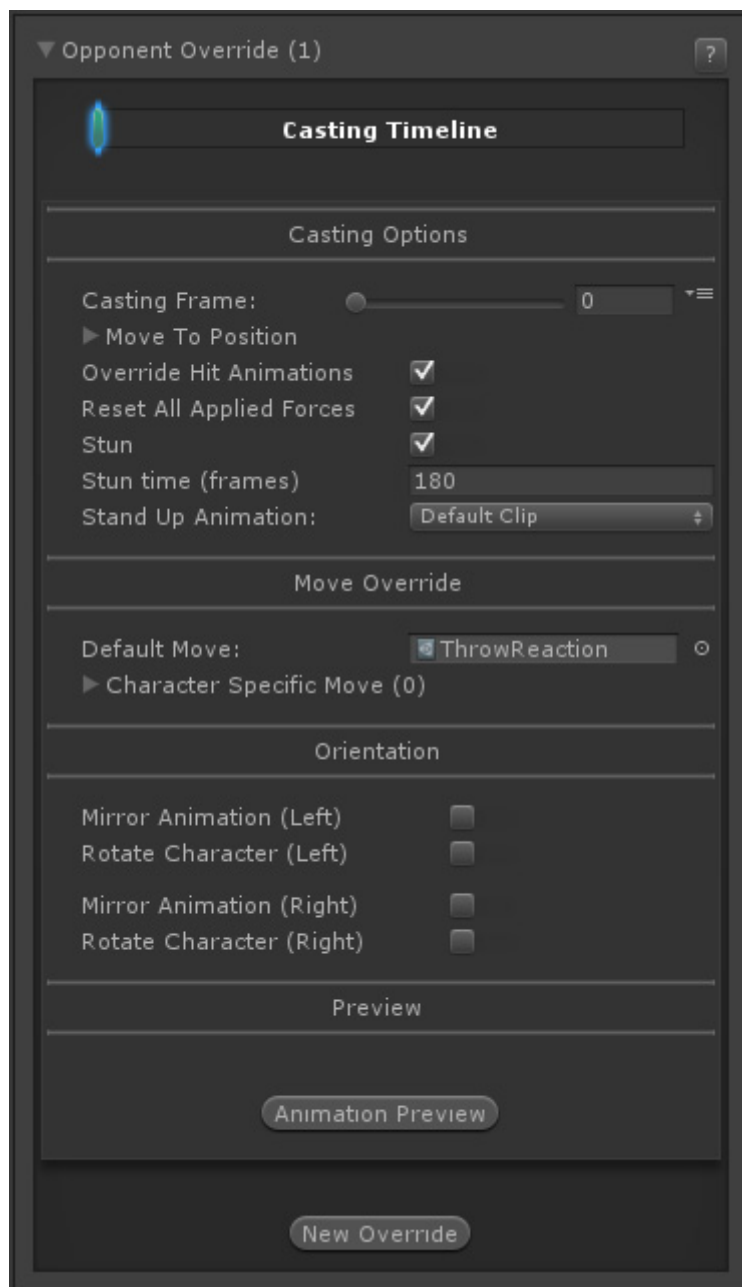 Opponent Override (1)
?
Casting Timeline
Casting Options
Casting Frame: 0
Move To Position
Override Hit Animations
Reset All Applied Forces
Stun
Stun time (frames) 180
Stand Up Animation: Default Clip
Move Override
Default Move: ThrowReaction
Character Specific Move (0)
Orientation
Mirror Animation (Left)
Rotate Character (Left)
Mirror Animation (Right)
Rotate Character (Right)
Preview
Animation Preview
New Override